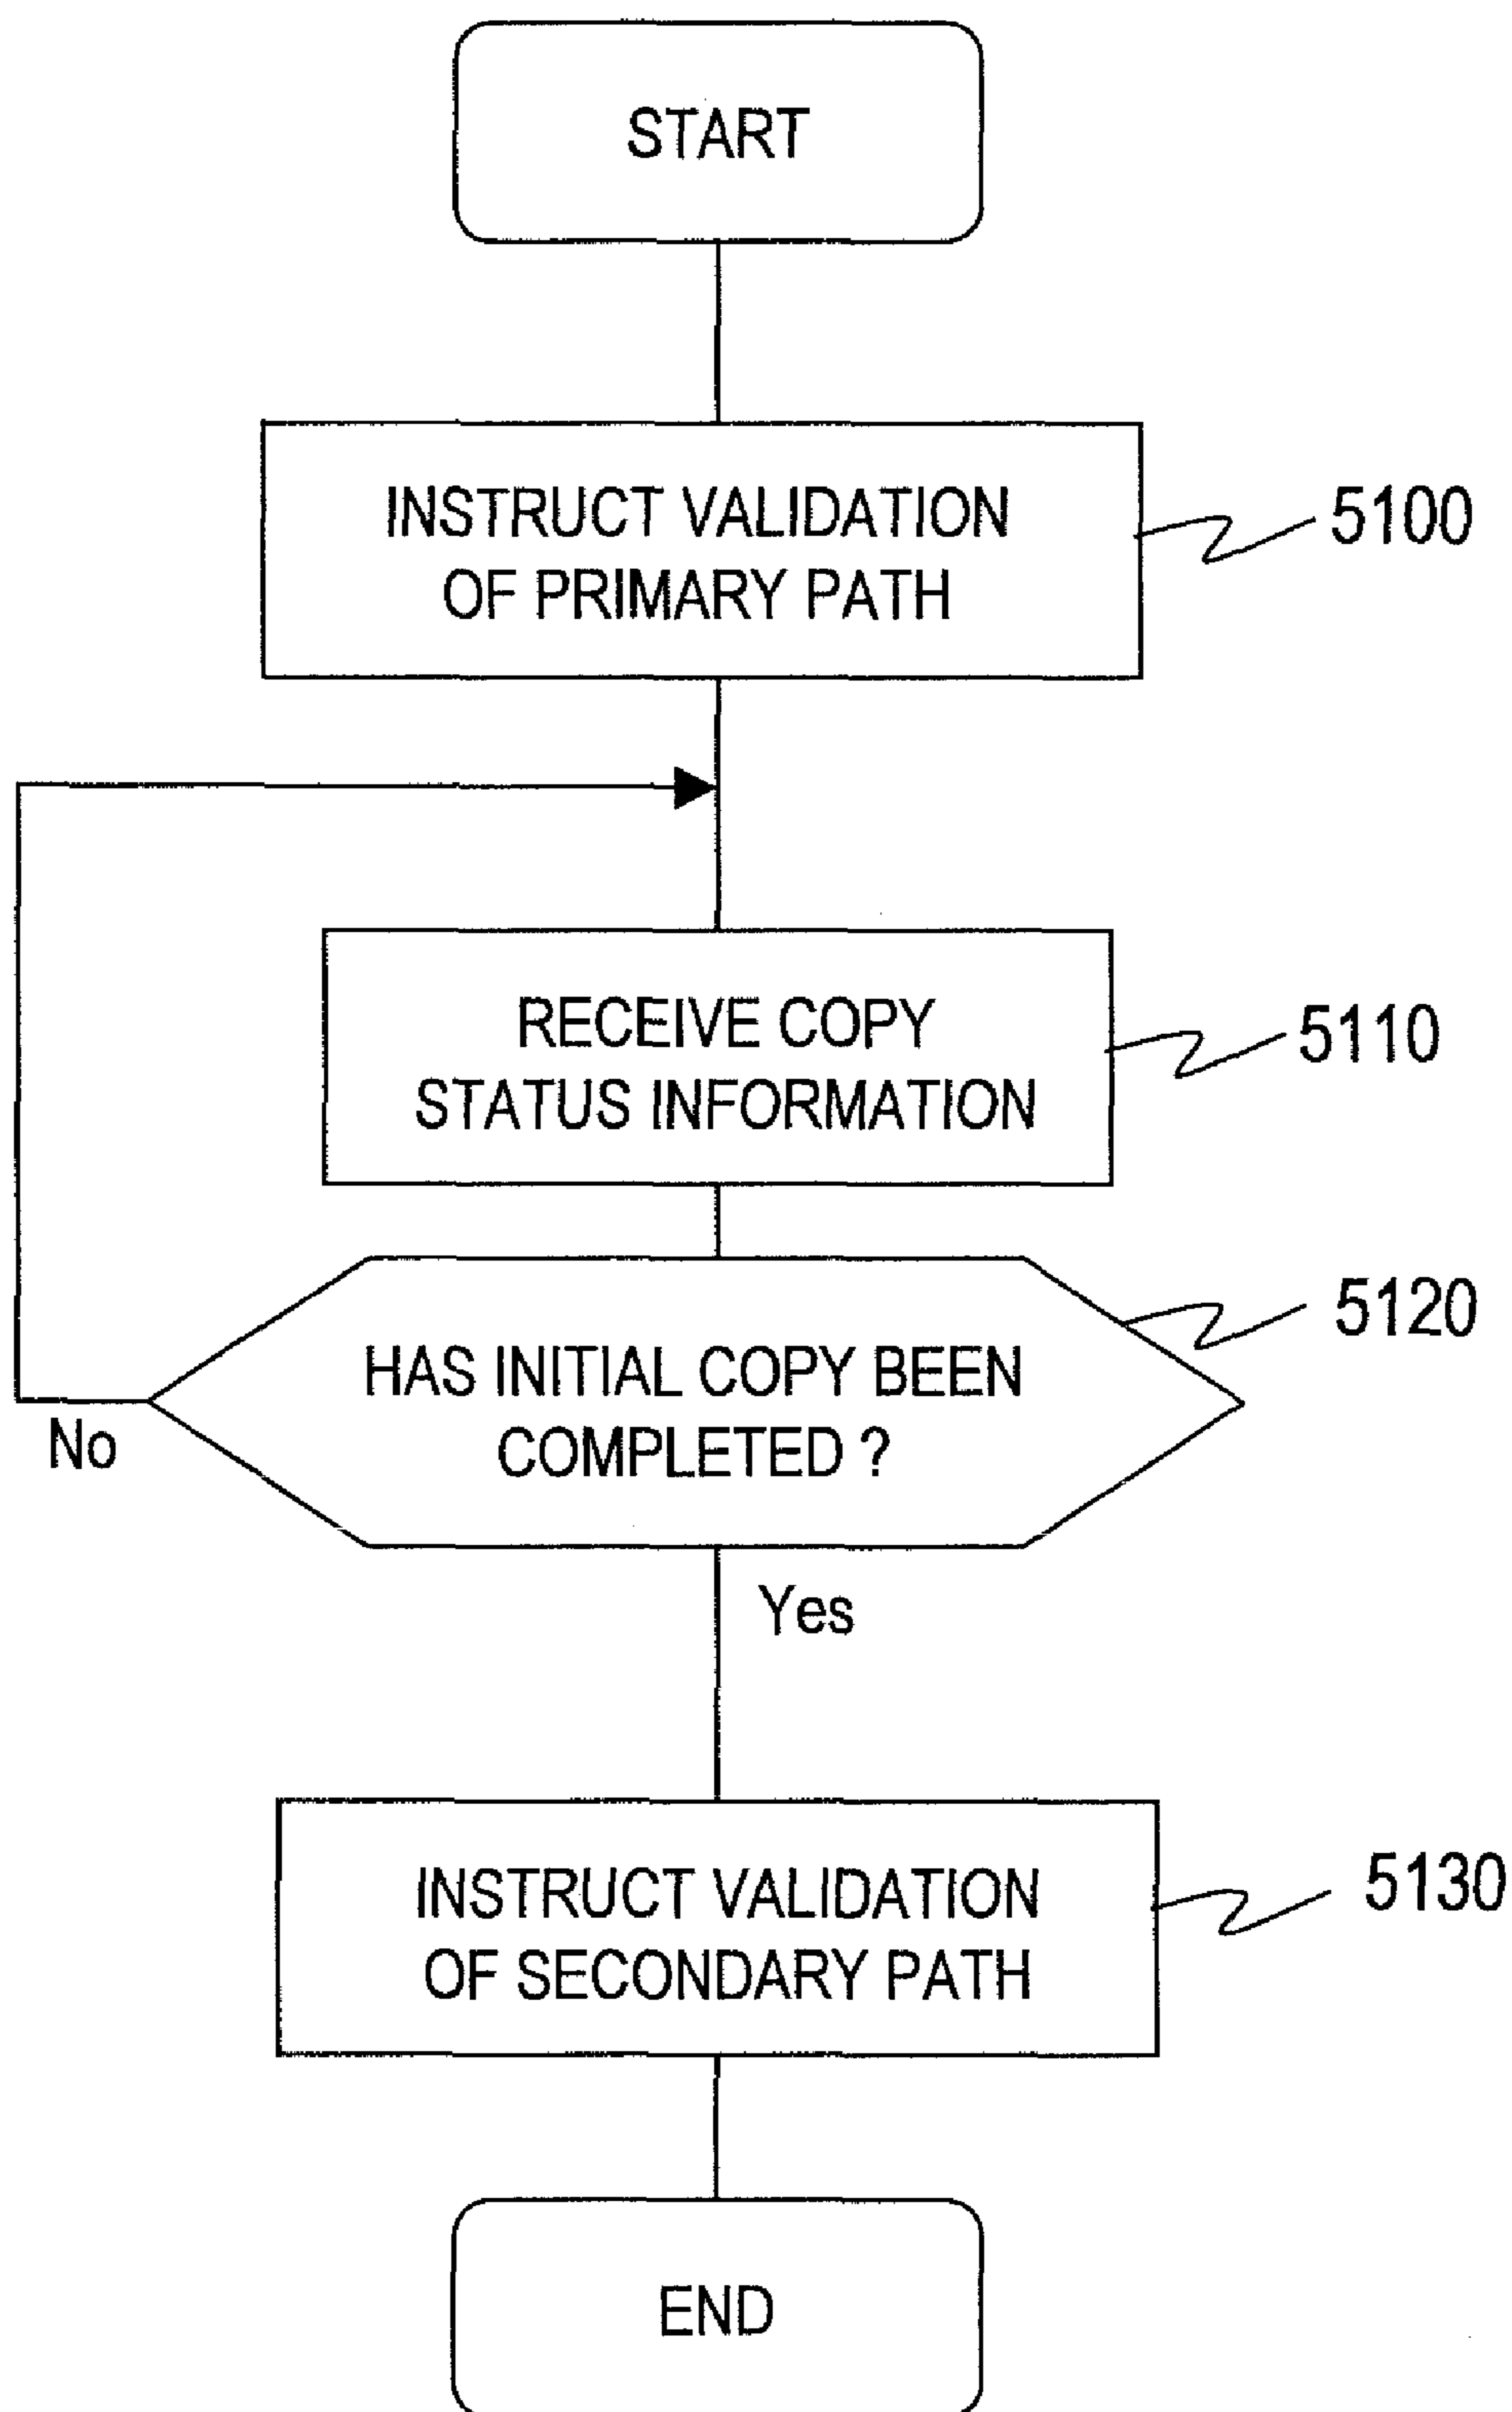 START
INSTRUCT VALIDATION
OF PRIMARY PATH
5100
RECEIVE COPY
STATUS INFORMATION
5110
HAS INITIAL COPY BEEN
COMPLETED ?
5120
No
Yes
INSTRUCT VALIDATION
OF SECONDARY PATH
5130
END